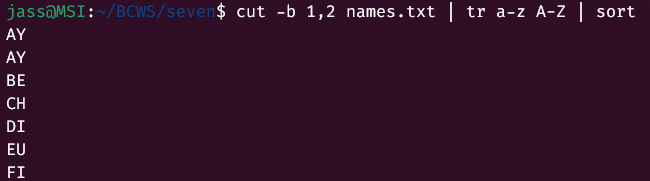 jass@MSI:~/BCWS/seven$ cut -b 1,2 names.txt | tr a-z A-Z | sort
AY
AY
BE
CH
DI
EU
FI